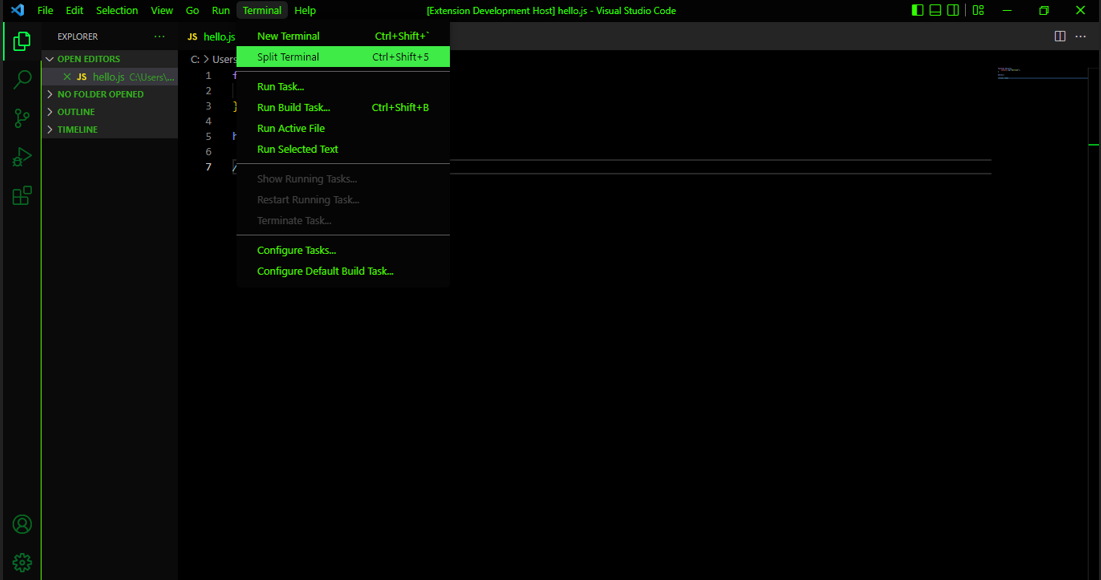 File Edit Selection View Go Run Terminal Help [Extension Development Host] hello.js - Visual Studio Code
EXPLORER ···
OPEN EDITORS
JS hello.js C:\Users\...
NO FOLDER OPENED
OUTLINE
TIMELINE
JS hello.js
C: > Users
New Terminal Ctrl+Shift+`
Split Terminal Ctrl+Shift+5
Run Task...
Run Build Task... Ctrl+Shift+B
Run Active File
Run Selected Text
Show Running Tasks...
Restart Running Task...
Terminate Task...
Configure Tasks...
Configure Default Build Task...
1 f
2
3 }
4
5 h
6
7 /